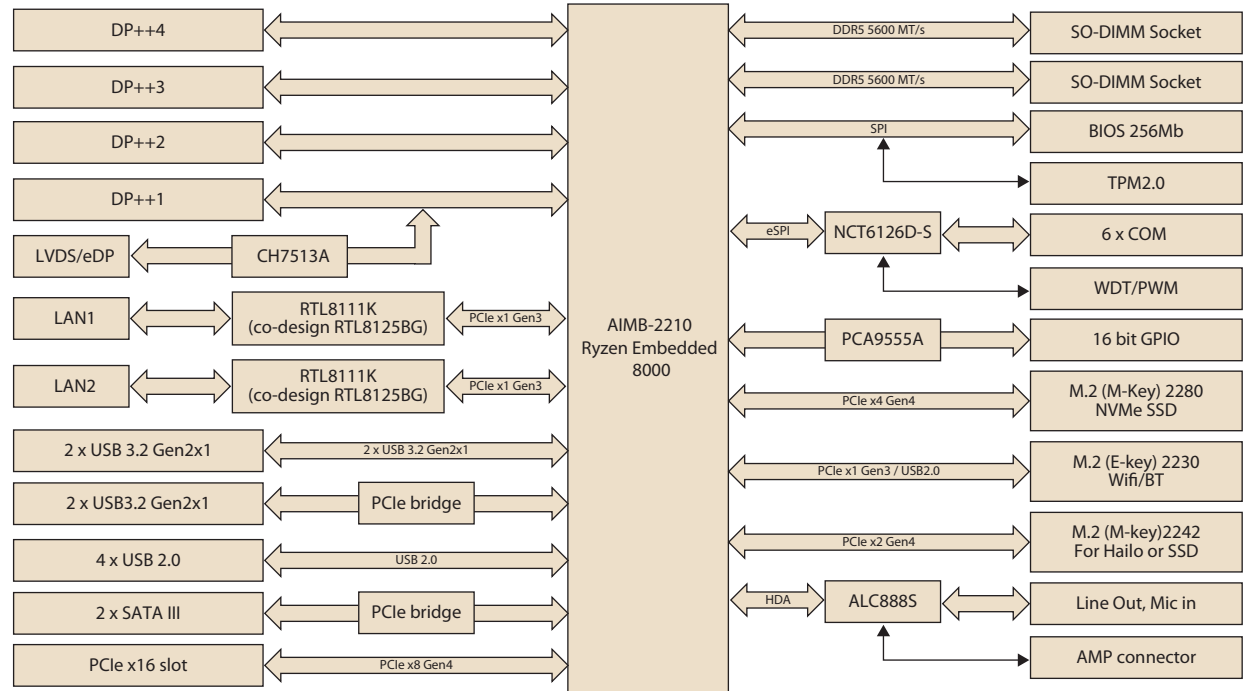 DP++4
DP++3
DP++2
DP++1
LVDS/eDP
CH7513A
LAN1
RTL8111K
(co-design RTL8125BG)
PCIe x1 Gen3
LAN2
RTL8111K
(co-design RTL8125BG)
PCIe x1 Gen3
2 x USB 3.2 Gen2x1
2 x USB 3.2 Gen2x1
2 x USB3.2 Gen2x1
PCIe bridge
4 x USB 2.0
USB 2.0
2 x SATA III
PCIe bridge
PCIe x16 slot
PCIe x8 Gen4
AIMB-2210
Ryzen Embedded
8000
DDR5 5600 MT/s
SO-DIMM Socket
DDR5 5600 MT/s
SO-DIMM Socket
SPI
BIOS 256Mb
TPM2.0
eSPI
NCT6126D-S
6 x COM
WDT/PWM
PCA9555A
16 bit GPIO
PCIe x4 Gen4
M.2 (M-Key) 2280
NVMe SSD
PCIe x1 Gen3 / USB2.0
M.2 (E-key) 2230
Wifi/BT
PCIe x2 Gen4
M.2 (M-key)2242
For Hailo or SSD
HDA
ALC888S
Line Out, Mic in
AMP connector